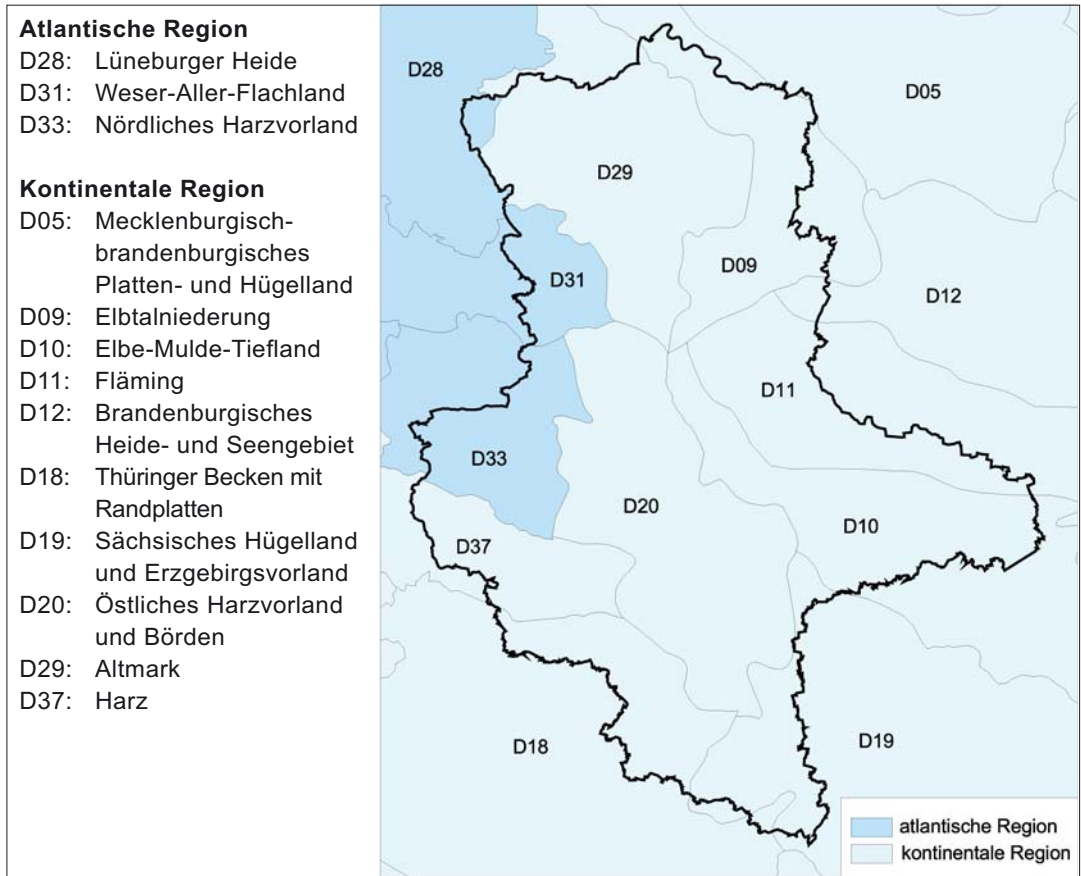 Atlantische Region
D28: Lüneburger Heide
D31: Weser-Aller-Flachland
D33: Nördliches Harzvorland
Kontinentale Region
D05: Mecklenburgisch-
brandenburgisches
Platten- und Hügelland
D09: Elbtalniederung
D10: Elbe-Mulde-Tiefland
D11: Fläming
D12: Brandenburgisches
Heide- und Seengebiet
D18: Thüringer Becken mit
Randplatten
D19: Sächsisches Hügelland
und Erzgebirgsvorland
D20: Östliches Harzvorland
und Börden
D29: Altmark
D37: Harz
D28
D05
D29
D09
D31
D12
D11
D33
D20
D10
D37
D18
D19
atlantische Region
kontinentale Region